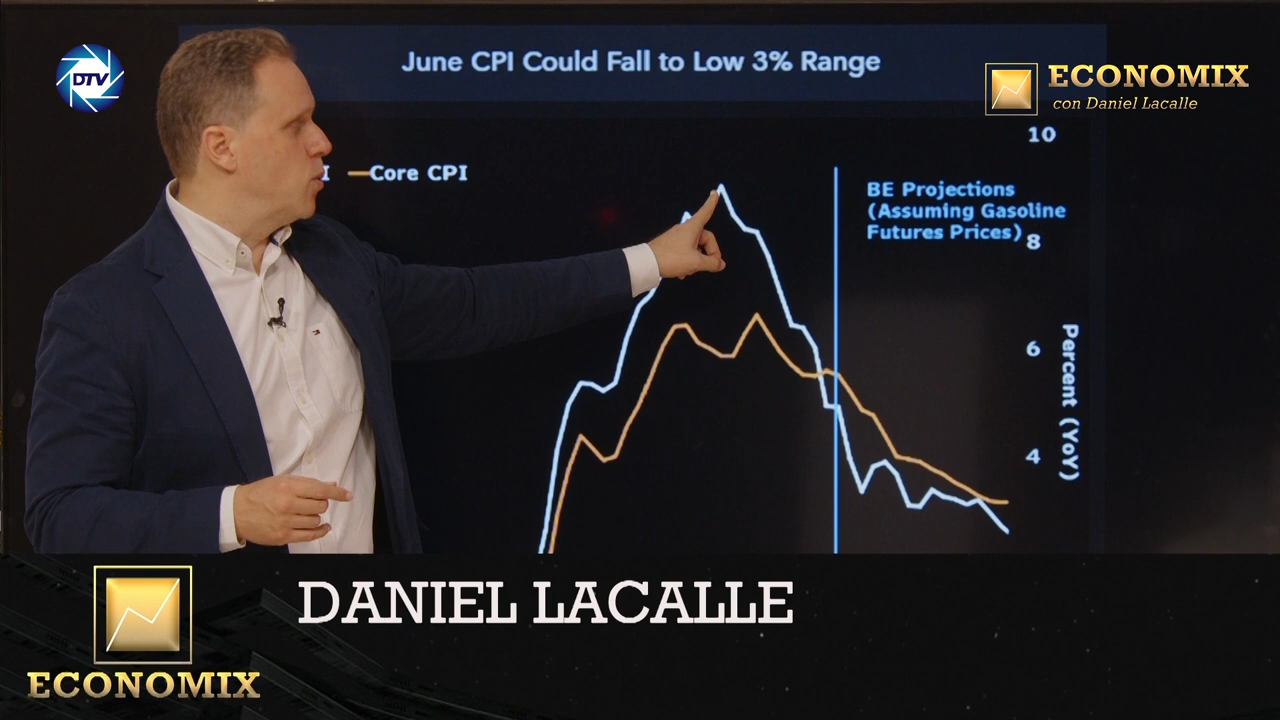 DTV
June CPI Could Fall to Low 3% Range
ECONOMIX
con Daniel Lacalle
Core CPI
10
BE Projections
(Assuming Gasoline
Futures Prices)
8
6
4
Percent (YoY)
DANIEL LACALLE
ECONOMIX